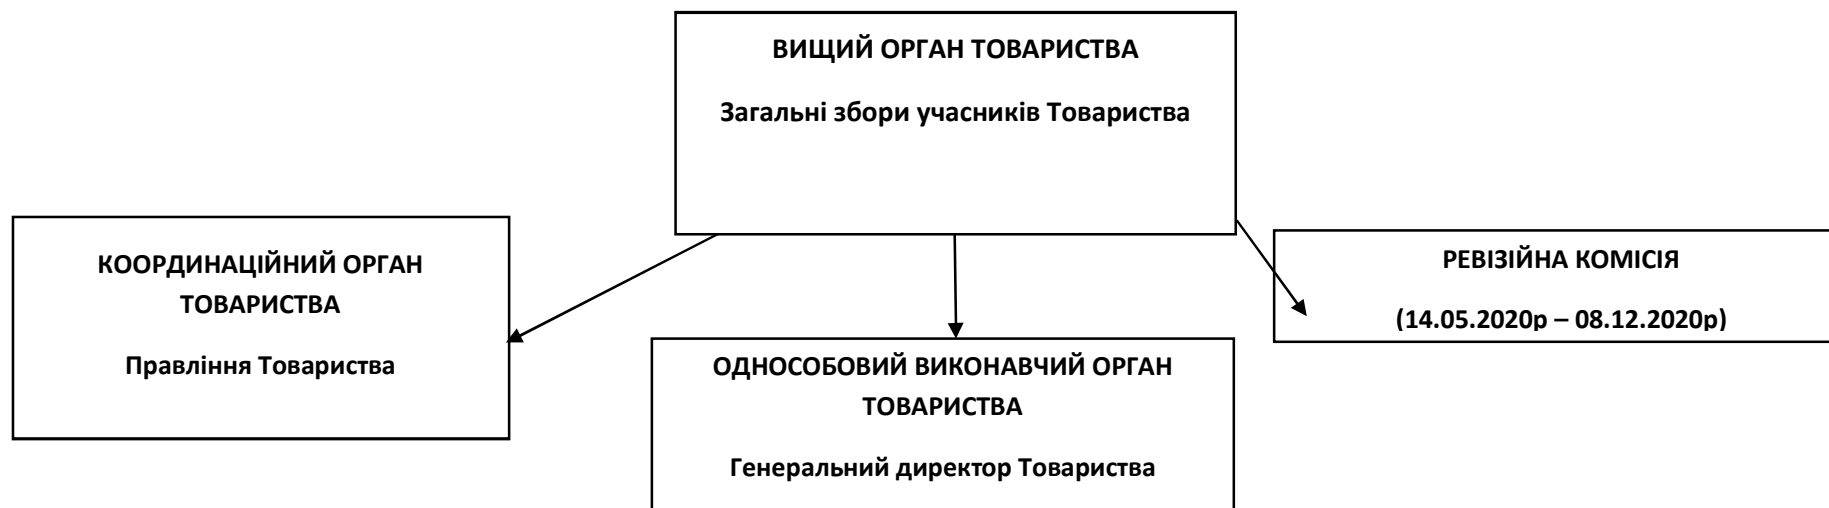 ВИЩИЙ ОРГАН ТОВАРИСТВА
Загальні збори учасників Товариства
КООРДИНАЦІЙНИЙ ОРГАН
ТОВАРИСТВА
Правління Товариства
ОДНОСОБОВИЙ ВИКОНАВЧИЙ ОРГАН
ТОВАРИСТВА
Генеральний директор Товариства
РЕВІЗІЙНА КОМІСІЯ
(14.05.2020р – 08.12.2020р)